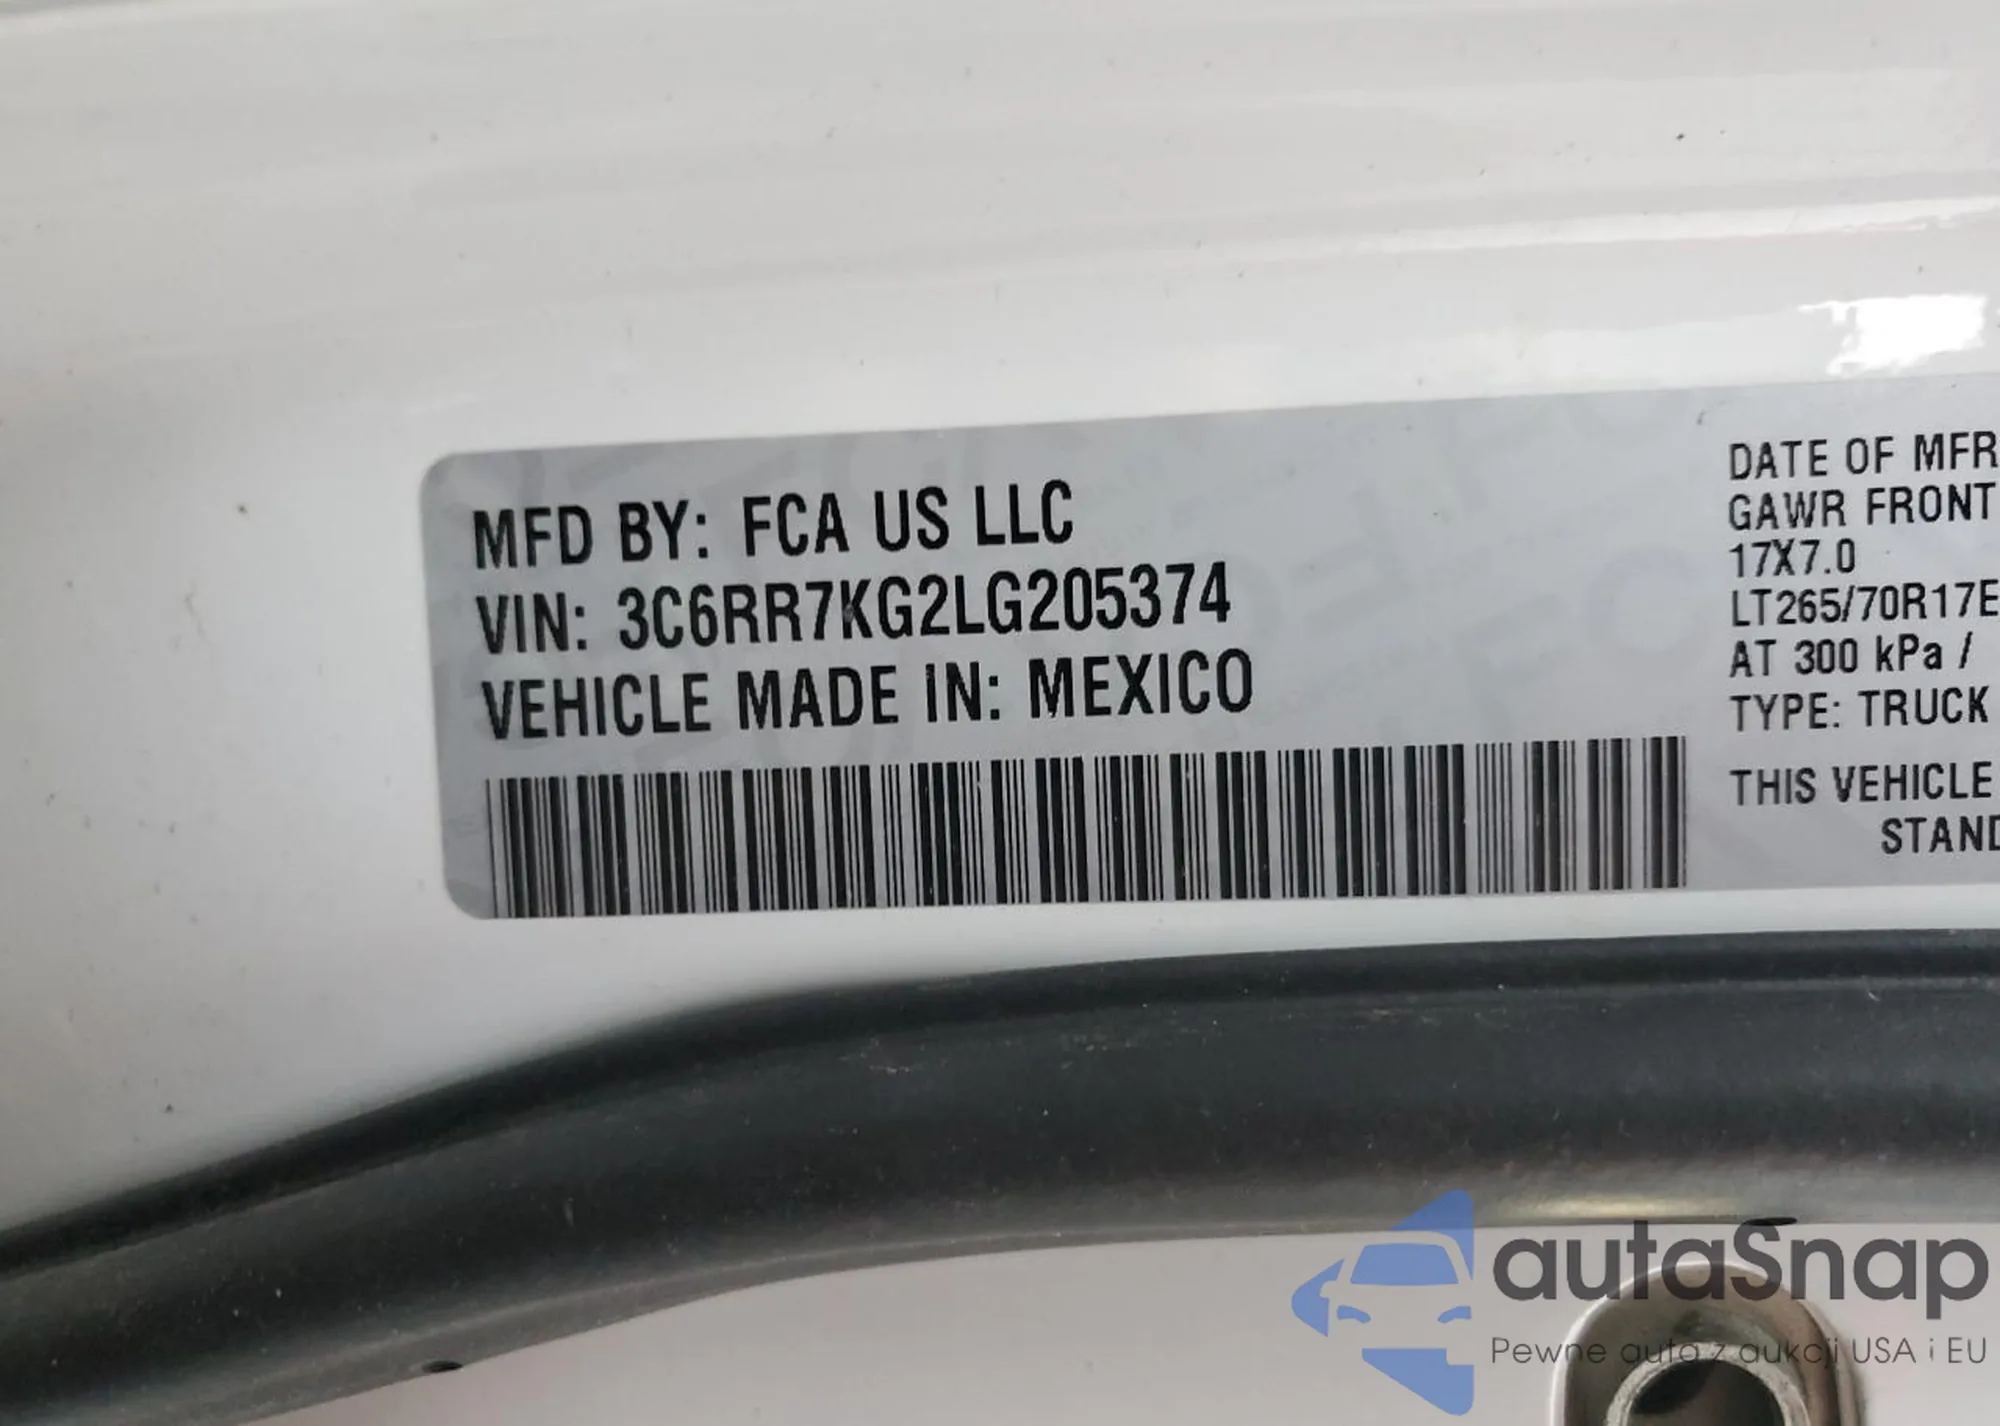 MFD BY: FCA US LLC
VIN: 3C6RR7KG2LG205374
VEHICLE MADE IN: MEXICO
DATE OF MFR
GAWR FRONT
17X7.0
LT265/70R17E
AT 300 kPa /
TYPE: TRUCK
THIS VEHICLE
STAND
autaSnap
Pewne auta z aukcji USA i EU